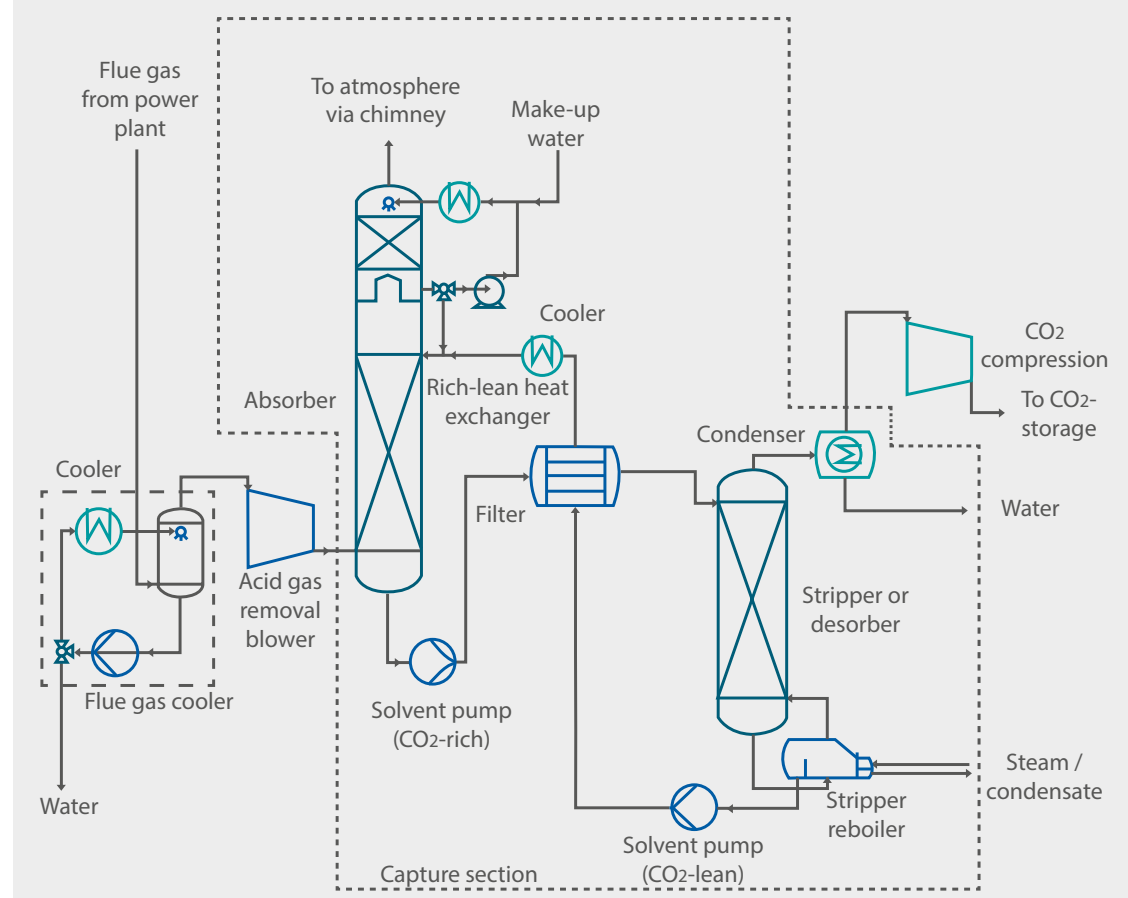 Flue gas
from power
plant
To atmosphere
via chimney
Make-up
water
Cooler
CO2
compression
To CO2-
storage
Absorber
Rich-lean heat
exchanger
Condenser
Cooler
Filter
Water
Acid gas
removal
blower
Stripper or
desorber
Flue gas cooler
Solvent pump
(CO2-rich)
Steam /
condensate
Water
Stripper
reboiler
Solvent pump
(CO2-lean)
Capture section